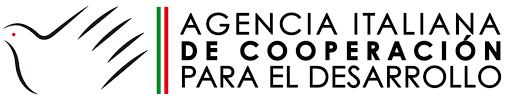 AGENCIA ITALIANA
DE COOPERACIÓN
PARA EL DESARROLLO